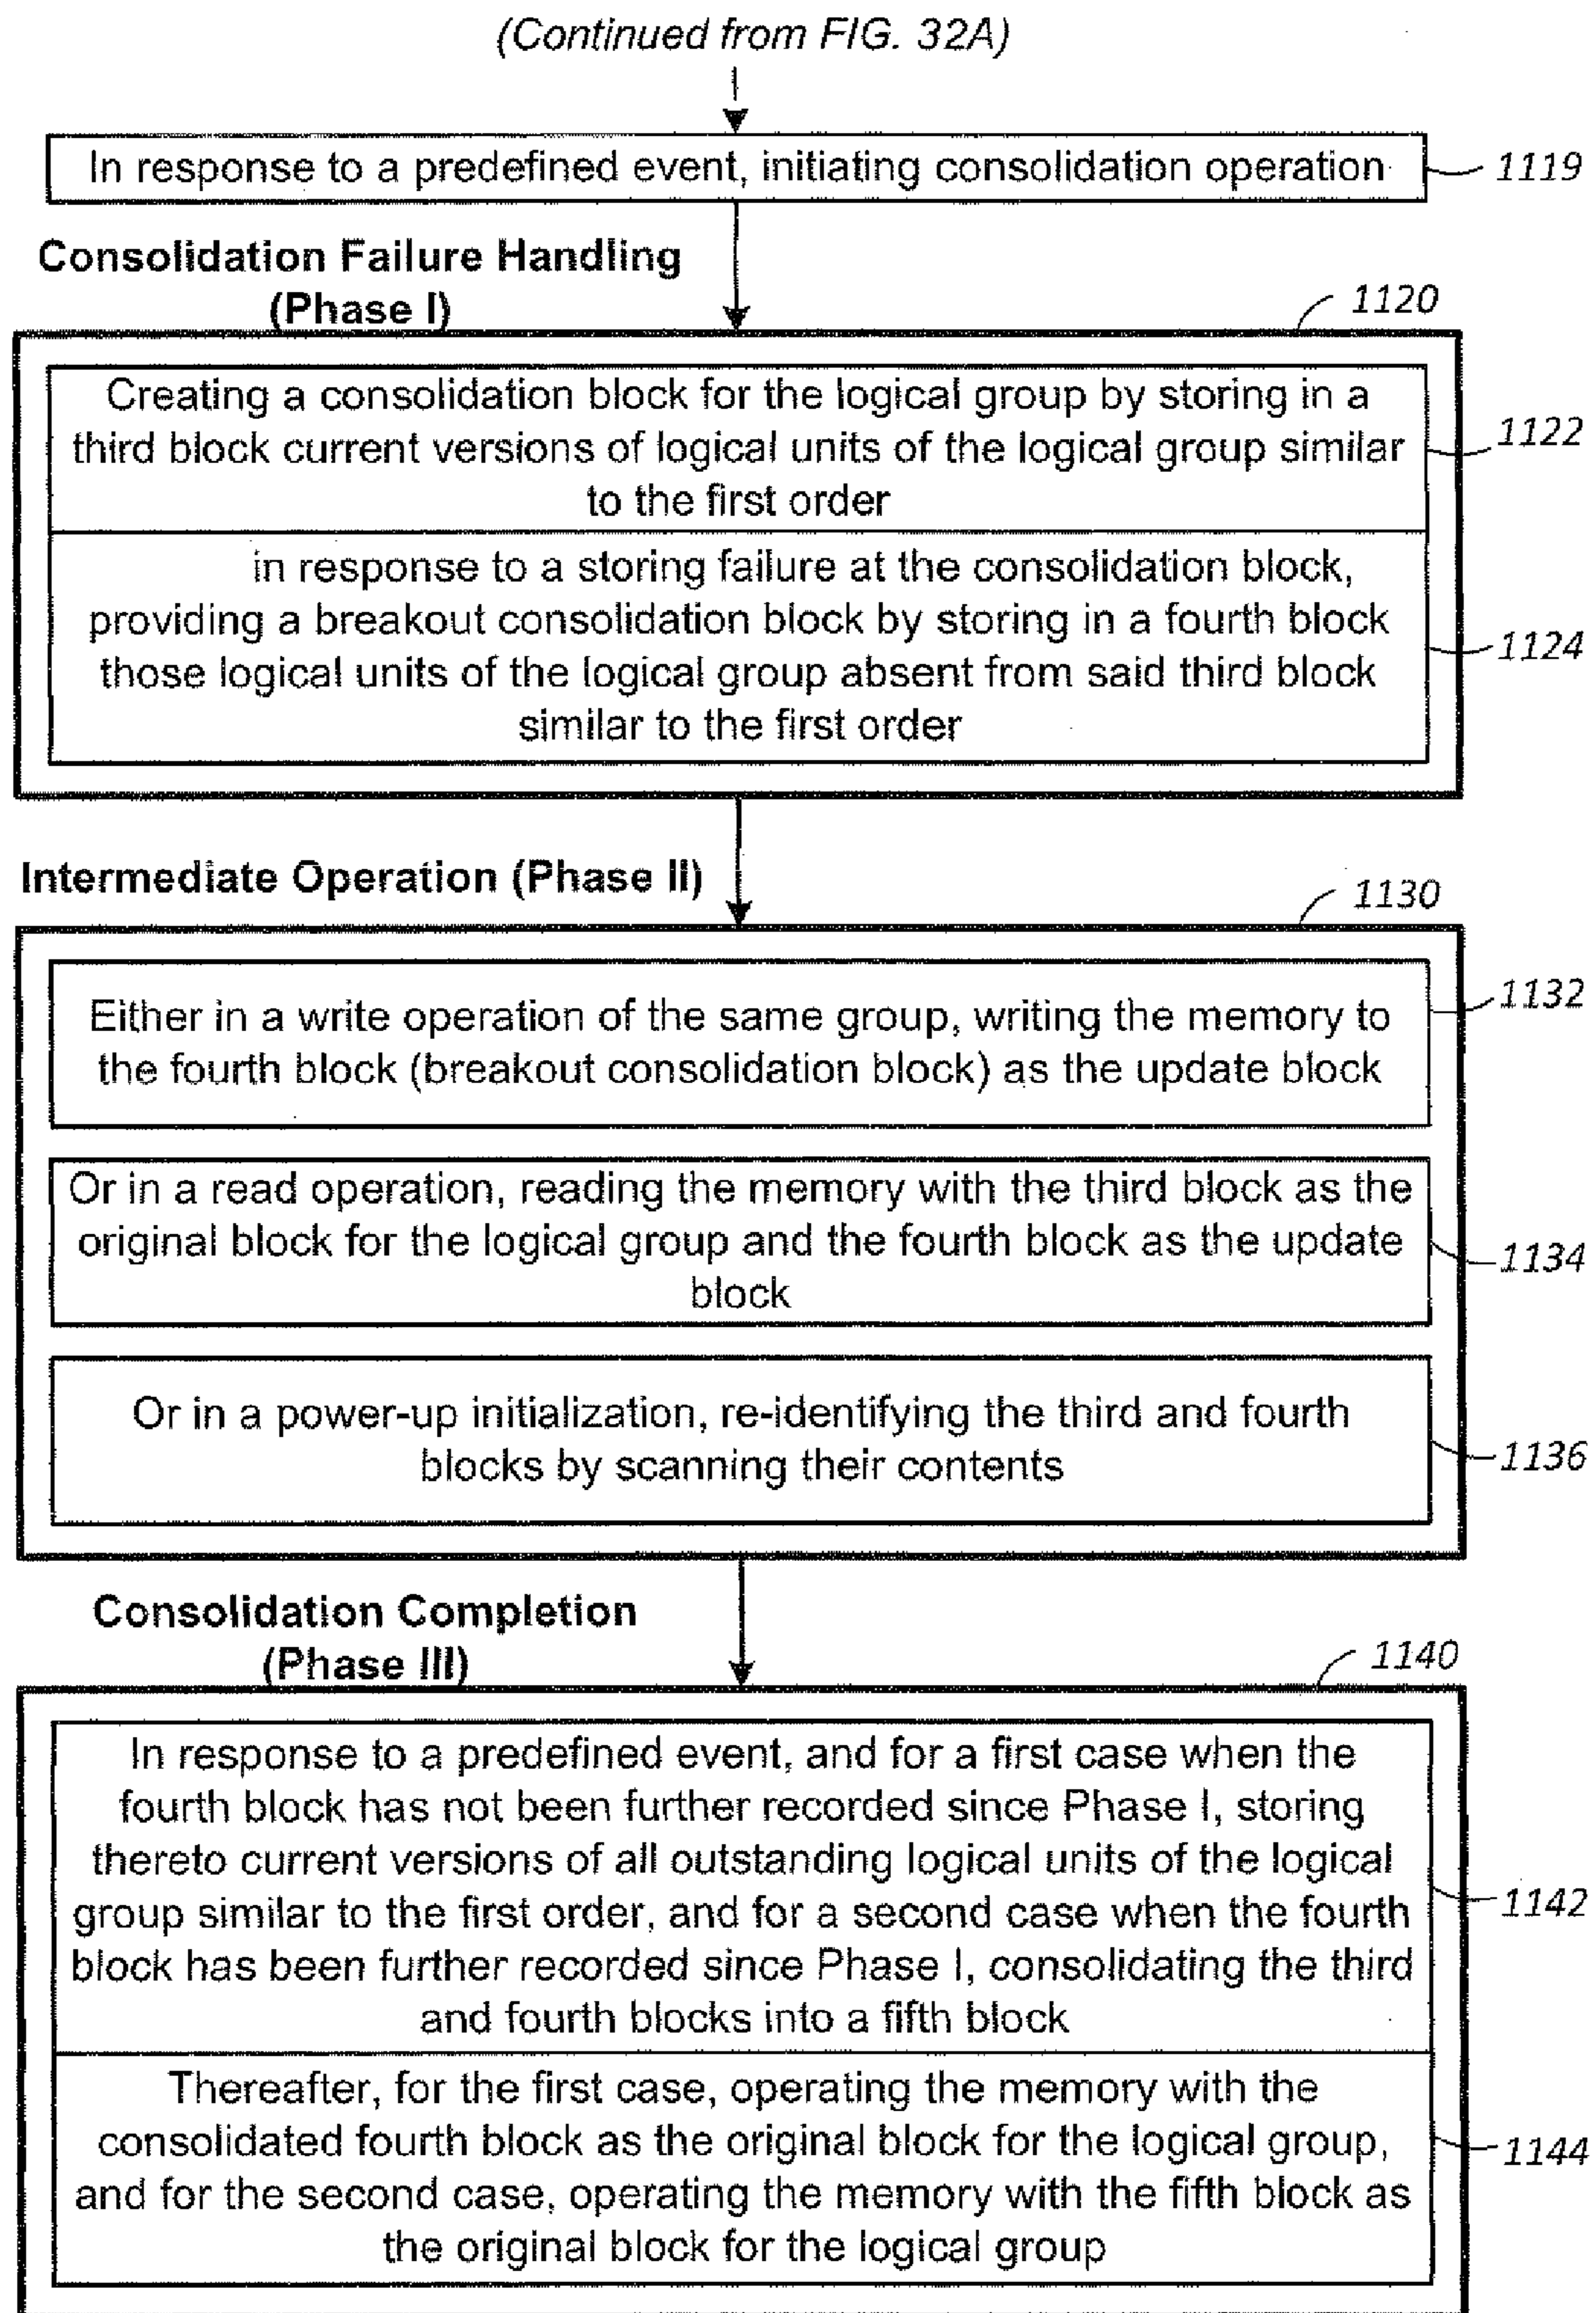 (Continued from FIG. 32A)
In response to a predefined event, initiating consolidation operation
1119
Consolidation Failure Handling
(Phase I)
1120
Creating a consolidation block for the logical group by storing in a
third block current versions of logical units of the logical group similar
to the first order
1122
in response to a storing failure at the consolidation block,
providing a breakout consolidation block by storing in a fourth block
those logical units of the logical group absent from said third block
similar to the first order
1124
Intermediate Operation (Phase II)
1130
Either in a write operation of the same group, writing the memory to
the fourth block (breakout consolidation block) as the update block
1132
Or in a read operation, reading the memory with the third block as the
original block for the logical group and the fourth block as the update
block
1134
Or in a power-up initialization, re-identifying the third and fourth
blocks by scanning their contents
1136
Consolidation Completion
(Phase III)
1140
In response to a predefined event, and for a first case when the
fourth block has not been further recorded since Phase I, storing
thereto current versions of all outstanding logical units of the logical
group similar to the first order, and for a second case when the fourth
block has been further recorded since Phase I, consolidating the third
and fourth blocks into a fifth block
1142
Thereafter, for the first case, operating the memory with the
consolidated fourth block as the original block for the logical group,
and for the second case, operating the memory with the fifth block as
the original block for the logical group
1144